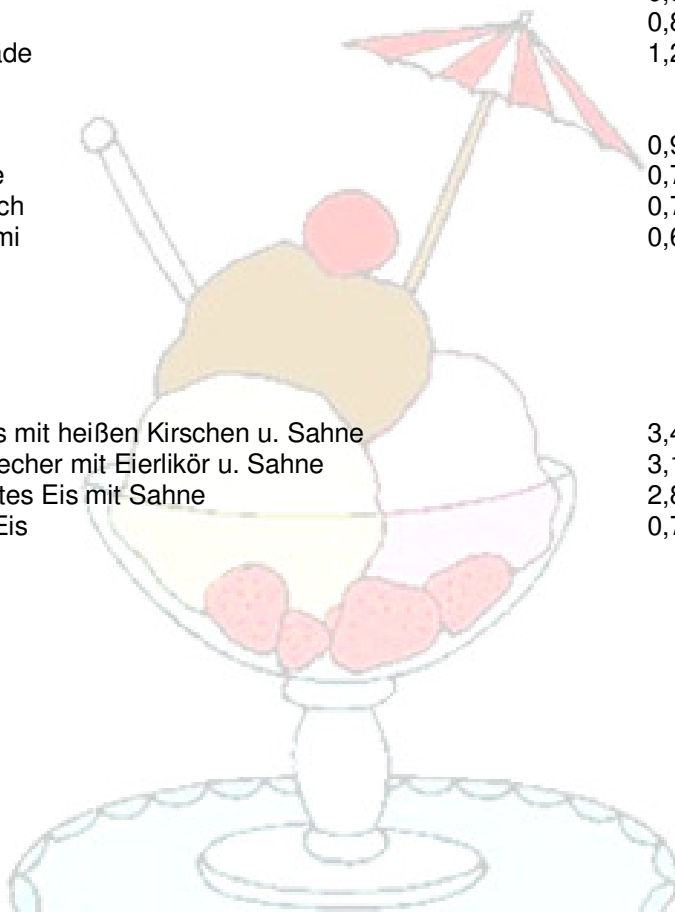 0,8
ade 1,2
0,9
e 0,7
ch 0,7
mi 0,6
s mit heißen Kirschen u. Sahne 3,4
echer mit Eierlikör u. Sahne 3,1
tes Eis mit Sahne 2,8
Eis 0,7